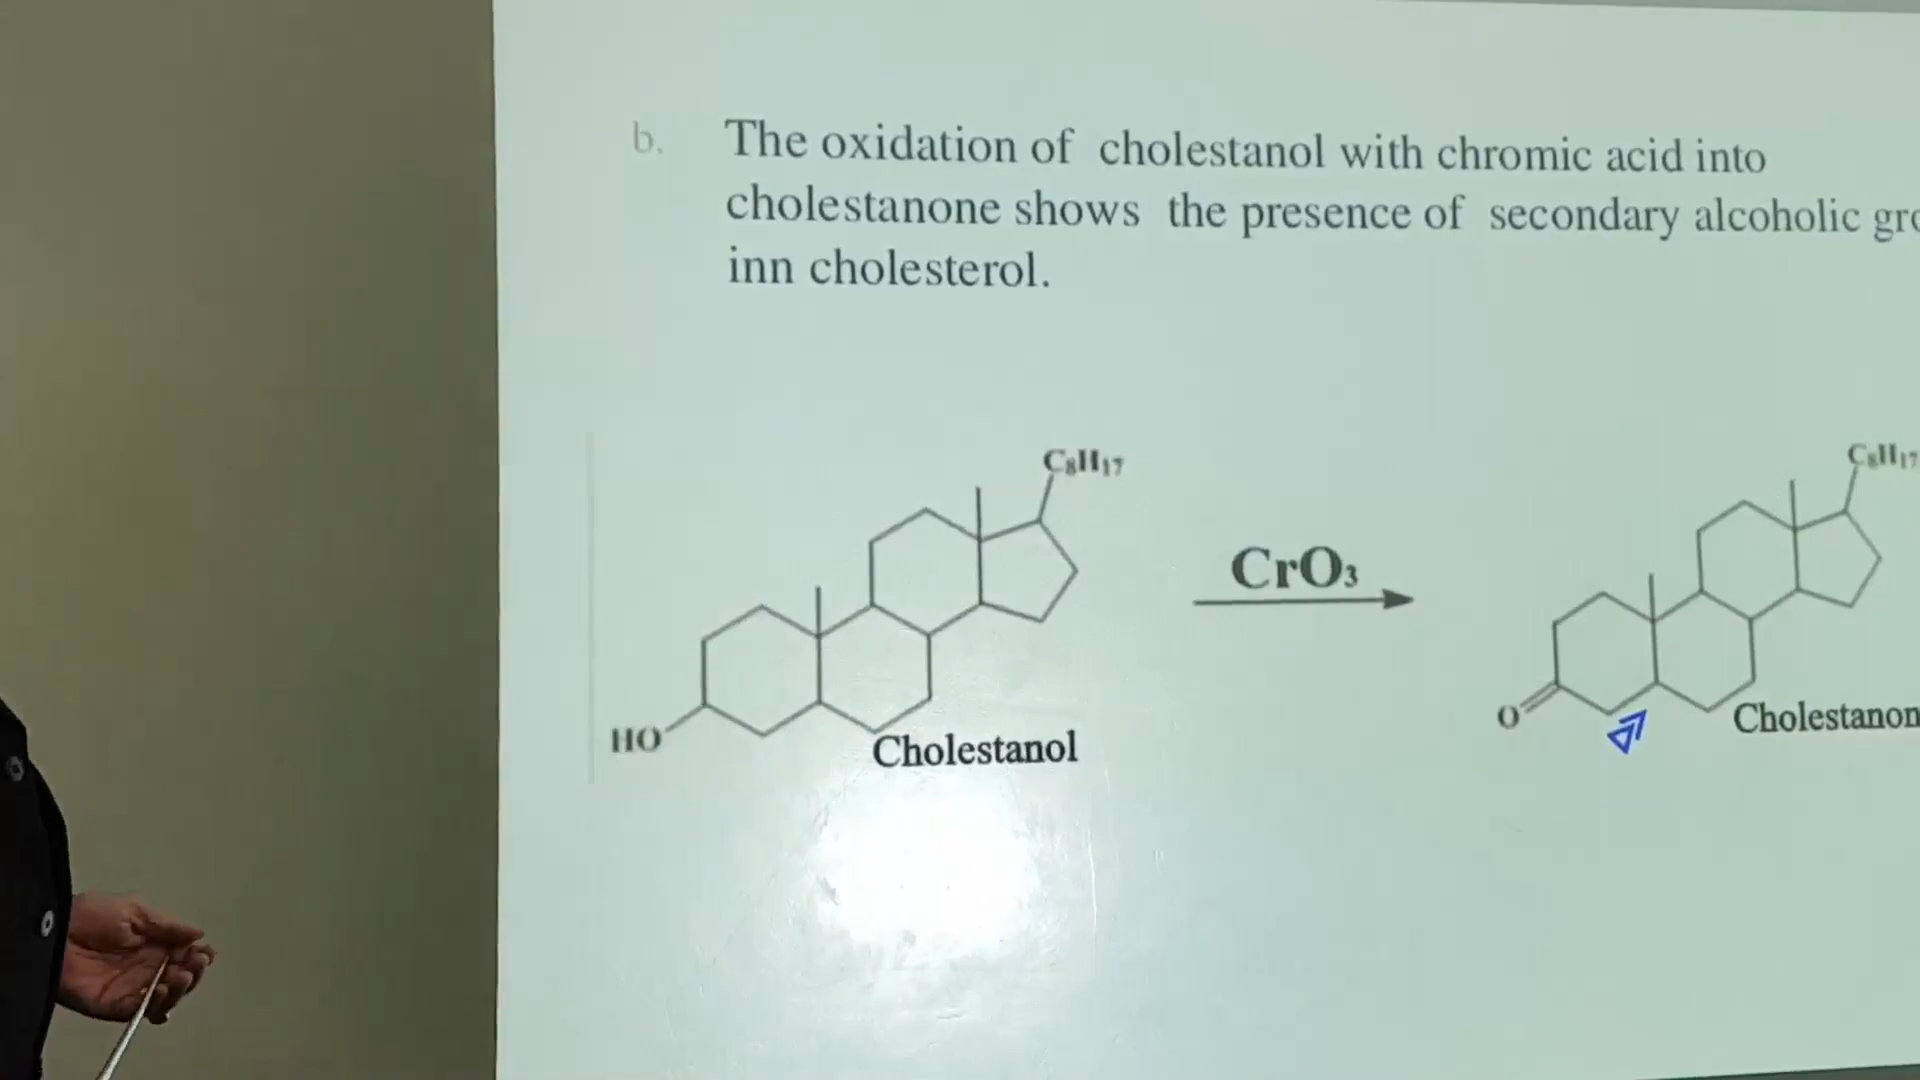 b. The oxidation of cholestanol with chromic acid into
cholestanone shows the presence of secondary alcoholic
inn cholesterol.
C₈H₁₇
C₈H₁₇
CrO₃
HO
Cholestanol
O
Cholestanon